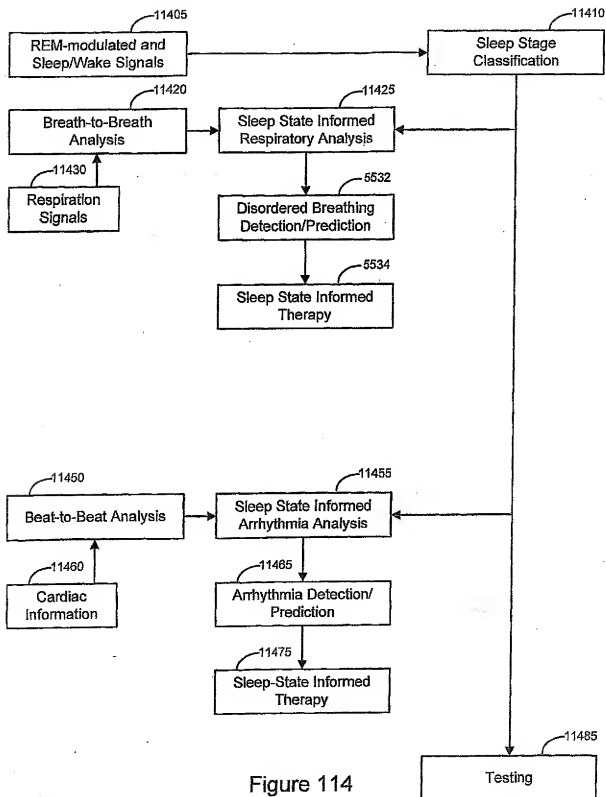 11405
REM-modulated and
Sleep/Wake Signals
11410
Sleep Stage
Classification
11420
Breath-to-Breath
Analysis
11425
Sleep State Informed
Respiratory Analysis
11430
Respiration
Signals
5532
Disordered Breathing
Detection/Prediction
5534
Sleep State Informed
Therapy
11450
Beat-to-Beat Analysis
11455
Sleep State Informed
Arrhythmia Analysis
11460
Cardiac
Information
11465
Arrhythmia Detection/
Prediction
11475
Sleep-State Informed
Therapy
11485
Testing
Figure 114